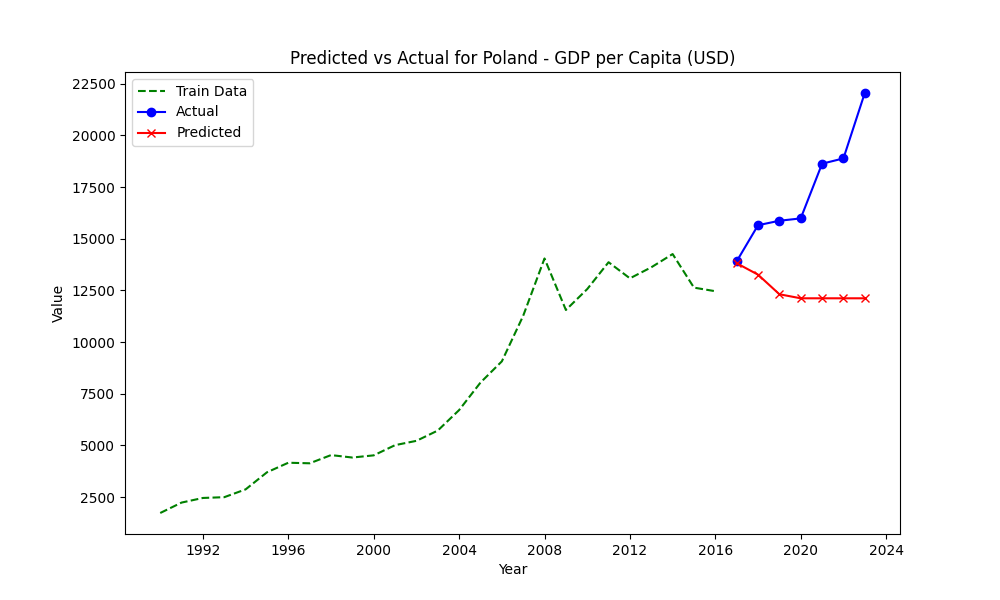 Predicted vs Actual for Poland - GDP per Capita (USD)
Train Data
Actual
Predicted
22500
20000
17500
15000
12500
10000
7500
5000
2500
Value
1992 1996 2000 2004 2008 2012 2016 2020 2024
Year